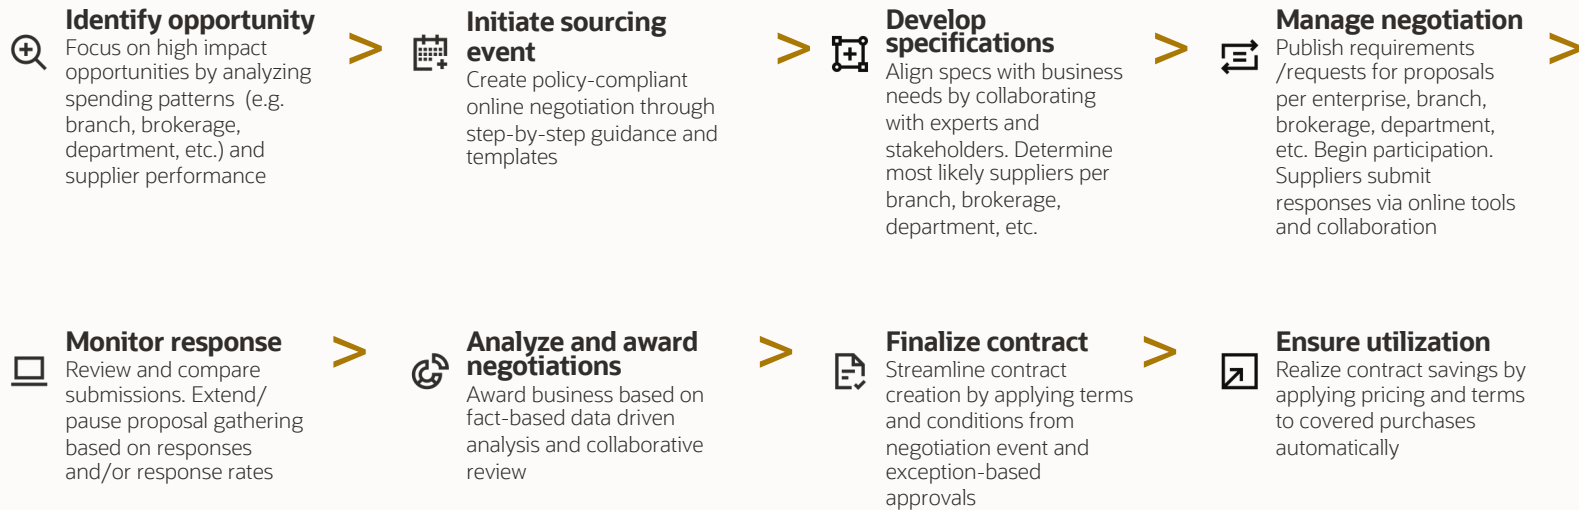 Identify opportunity
Focus on high impact
opportunities by analyzing
spending patterns (e.g.
branch, brokerage,
department, etc.) and
supplier performance
>
Initiate sourcing
event
Create policy-compliant
online negotiation through
step-by-step guidance and
templates
>
Develop
specifications
Align specs with business
needs by collaborating
with experts and
stakeholders. Determine
most likely suppliers per
branch, brokerage,
department, etc.
>
Manage negotiation
Publish requirements
/requests for proposals
per enterprise, branch,
brokerage, department,
etc. Begin participation.
Suppliers submit
responses via online tools
and collaboration
>
Monitor response
Review and compare
submissions. Extend/
pause proposal gathering
based on responses
and/or response rates
>
Analyze and award
negotiations
Award business based on
fact-based data driven
analysis and collaborative
review
>
Finalize contract
Streamline contract
creation by applying terms
and conditions from
negotiation event and
exception-based
approvals
>
Ensure utilization
Realize contract savings by
applying pricing and terms
to covered purchases
automatically